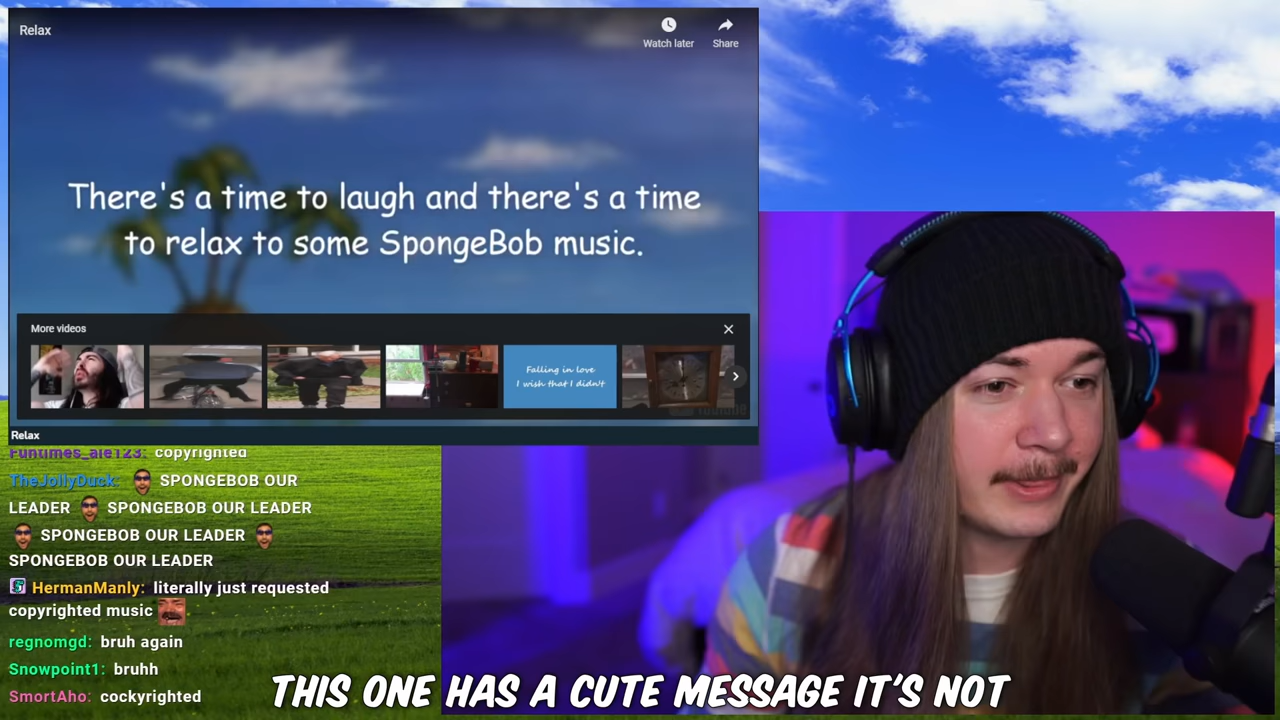 Relax
Watch later
Share
There's a time to laugh and there's a time
to relax to some SpongeBob music.
More videos
Falling in love
I wish that I didn't
Relax
Funtimes_ale123: copyrighted
TheJollyDuck: SPONGEBOB OUR
LEADER SPONGEBOB OUR LEADER
SPONGEBOB OUR LEADER
SPONGEBOB OUR LEADER
HermanManly: literally just requested
copyrighted music
regnomgd: bruh again
Snowpoint1: bruhh
SmortAho: cockyrighted
THIS ONE HAS A CUTE MESSAGE IT'S NOT